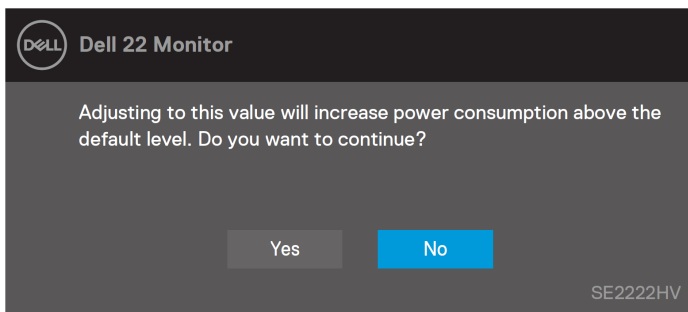 DELL Dell 22 Monitor
Adjusting to this value will increase power consumption above the
default level. Do you want to continue?
Yes No
SE2222HV